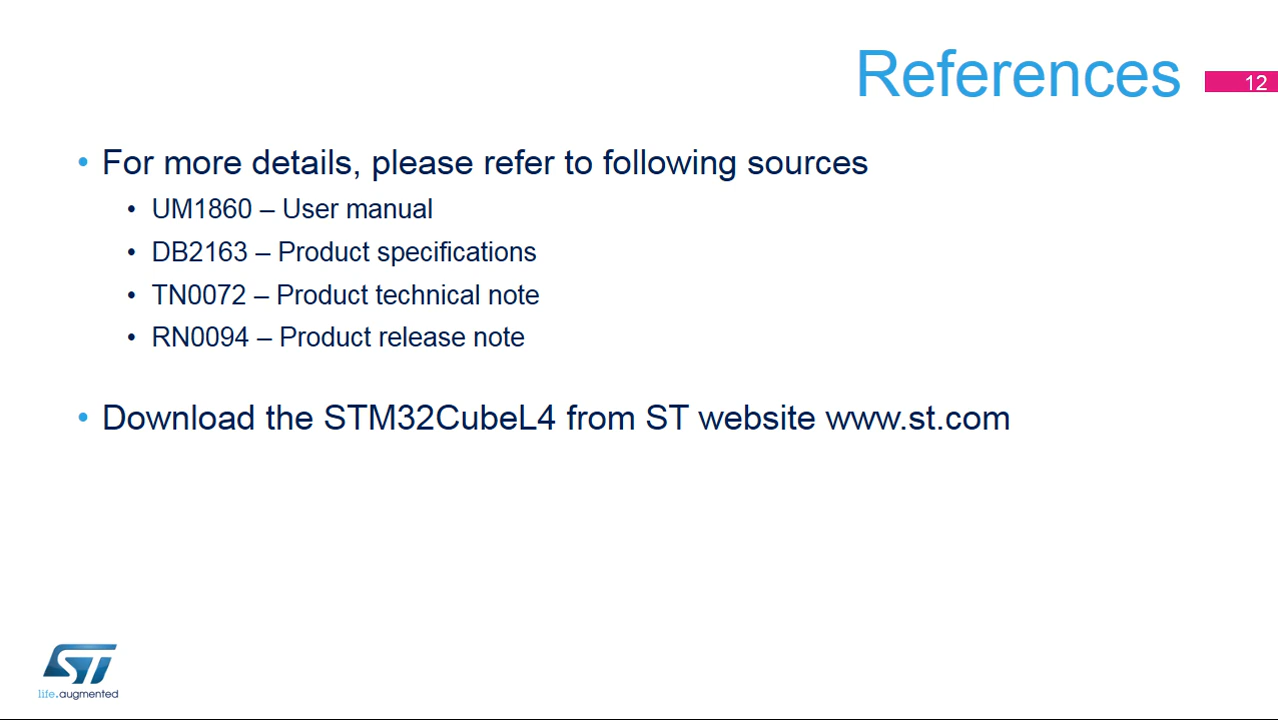 References
12
• For more details, please refer to following sources
• UM1860 – User manual
• DB2163 – Product specifications
• TN0072 – Product technical note
• RN0094 – Product release note
• Download the STM32CubeL4 from ST website www.st.com
ST
life.augmented